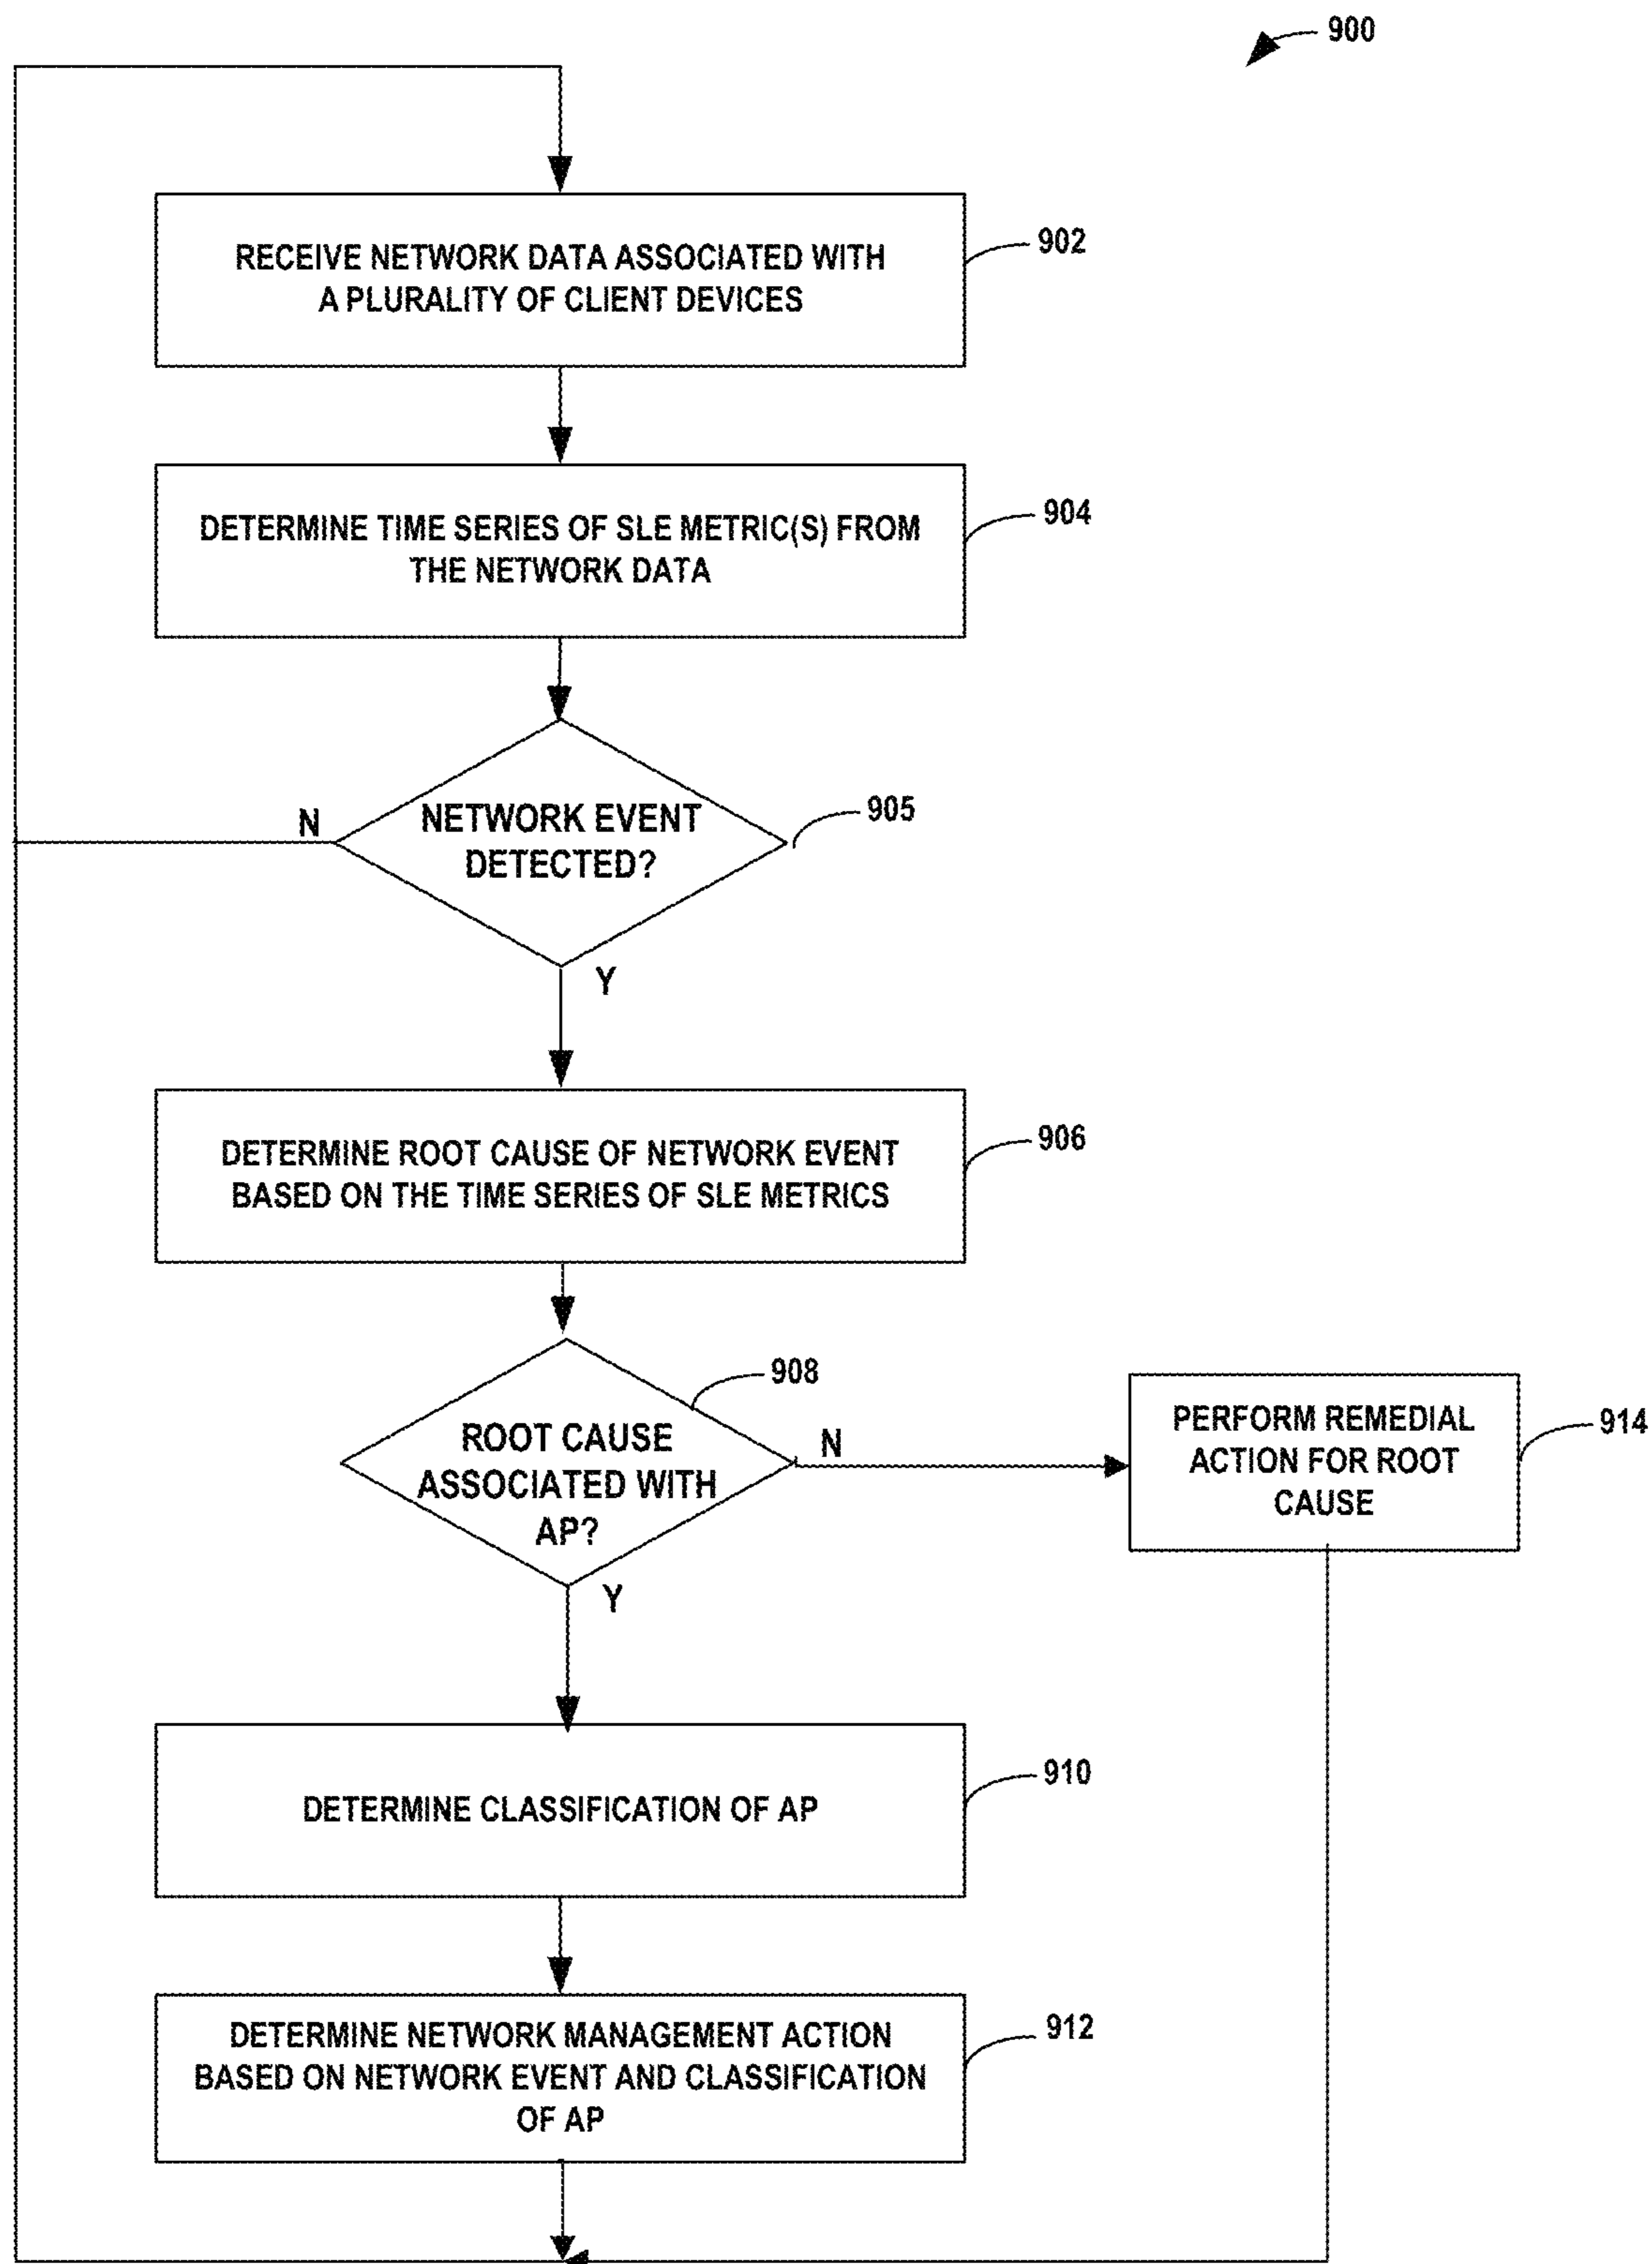 900
RECEIVE NETWORK DATA ASSOCIATED WITH
A PLURALITY OF CLIENT DEVICES
902
DETERMINE TIME SERIES OF SLE METRIC(S) FROM
THE NETWORK DATA
904
NETWORK EVENT
DETECTED?
905
N
Y
DETERMINE ROOT CAUSE OF NETWORK EVENT
BASED ON THE TIME SERIES OF SLE METRICS
906
908
ROOT CAUSE
ASSOCIATED WITH
AP?
N
Y
PERFORM REMEDIAL
ACTION FOR ROOT
CAUSE
914
DETERMINE CLASSIFICATION OF AP
910
DETERMINE NETWORK MANAGEMENT ACTION
BASED ON NETWORK EVENT AND CLASSIFICATION
OF AP
912